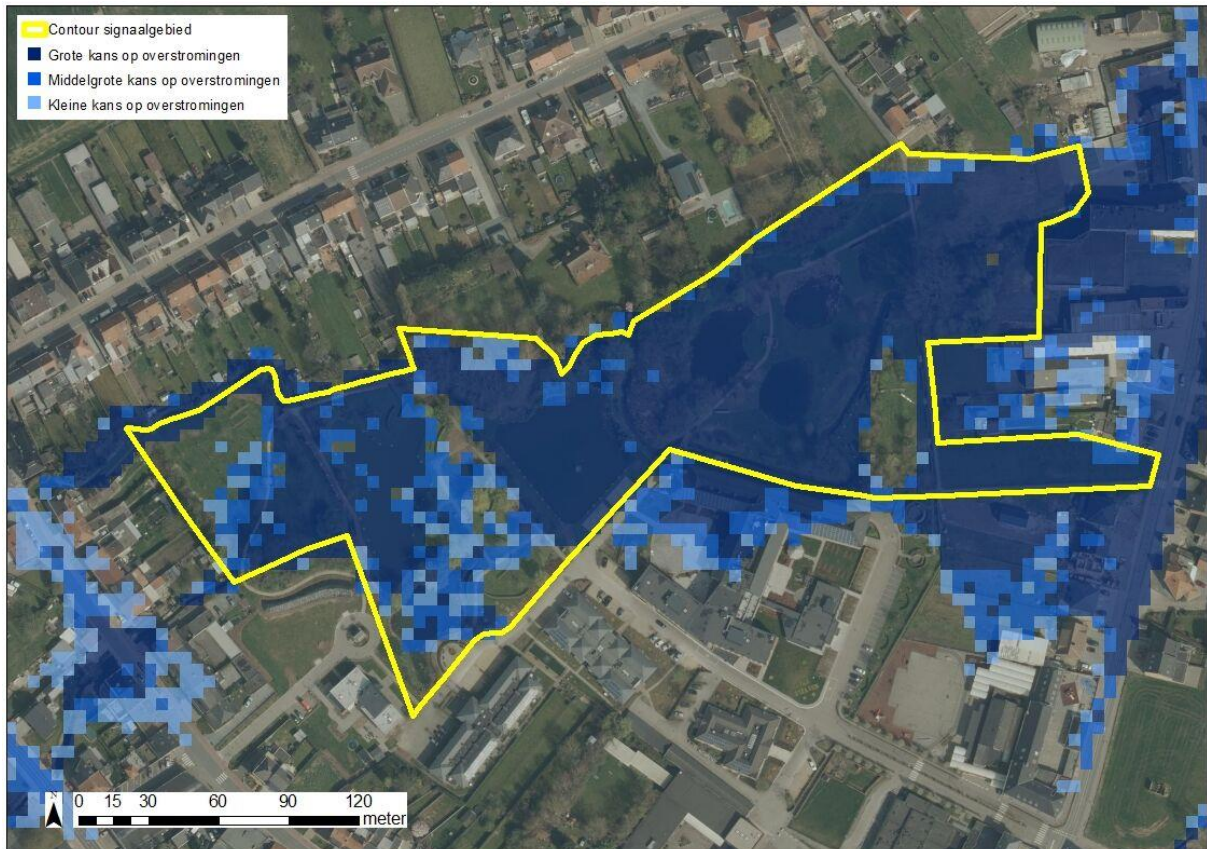 Contour signaalgebied
Grote kans op overstromingen
Middelgrote kans op overstromingen
Kleine kans op overstromingen
N
0 15 30 60 90 120
meter